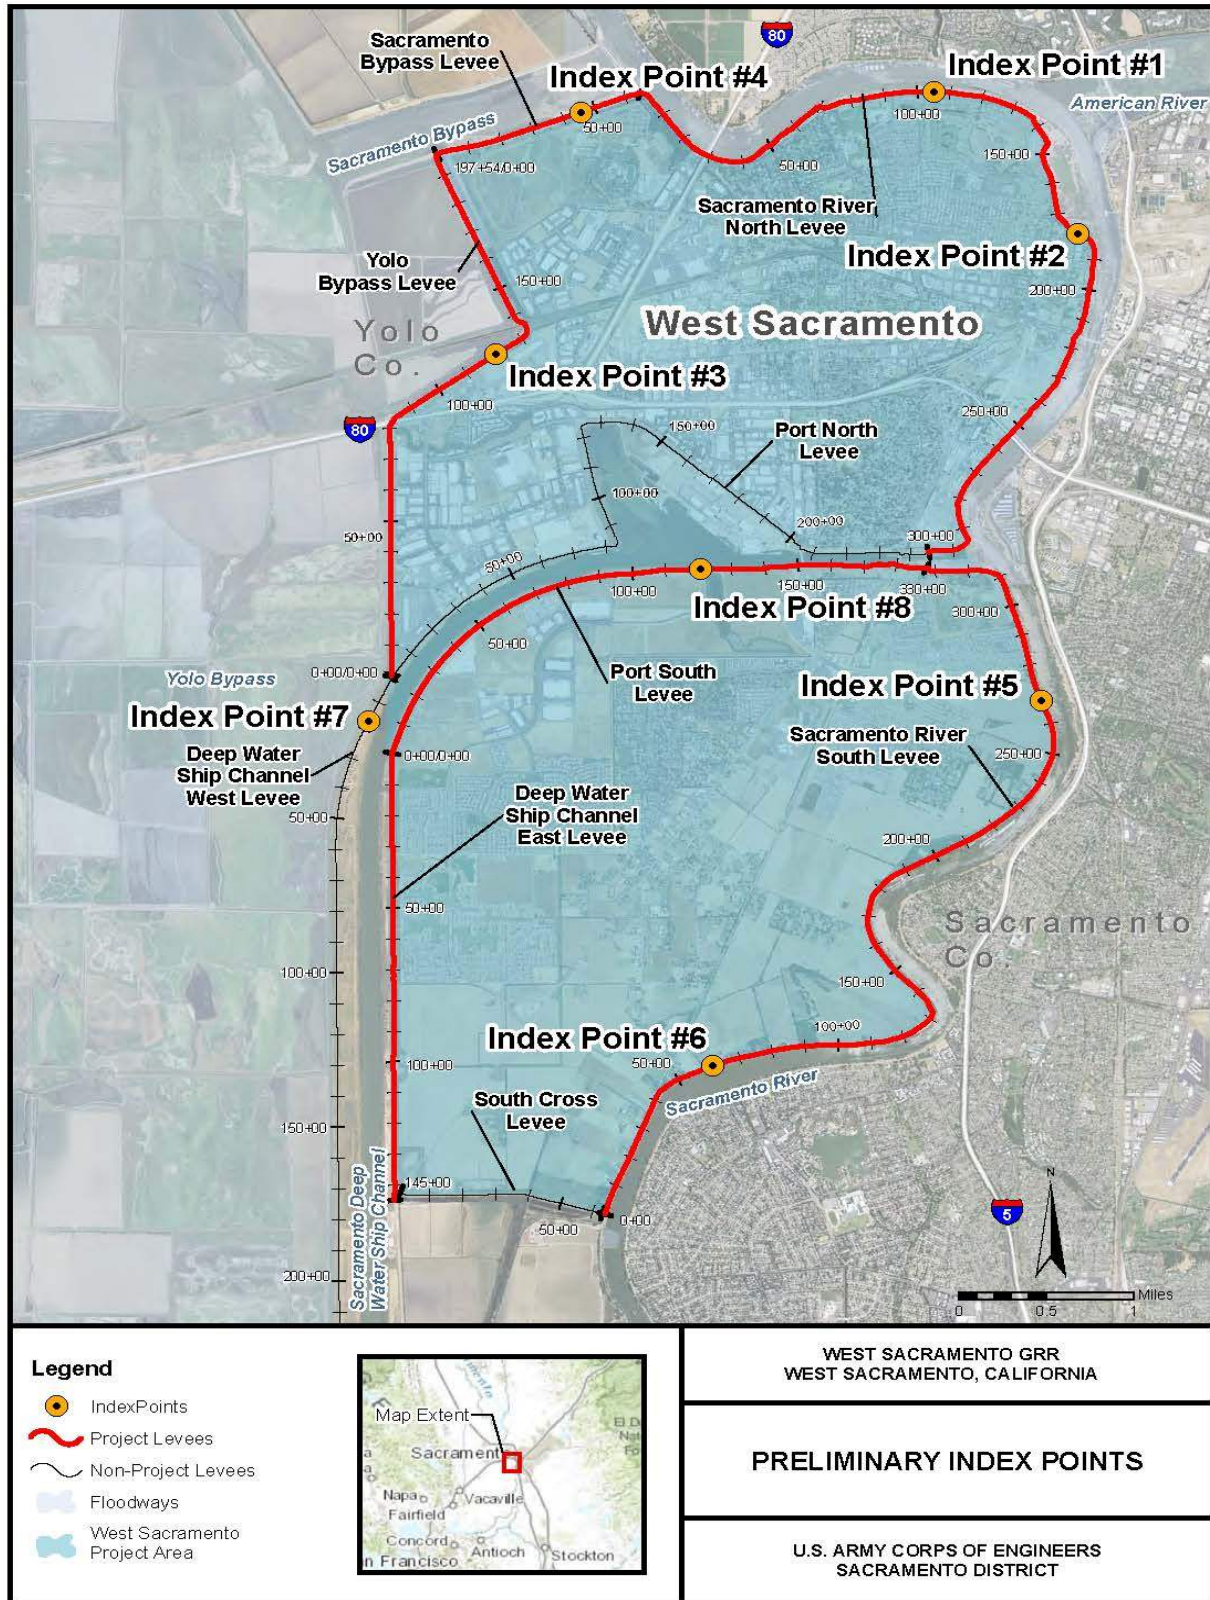 80
Sacramento
Bypass Levee
Index Point #4
Index Point #1
American River
50+00
100+00
Sacramento Bypass
150+00
197+54/0+00
50+00
Sacramento River
North Levee
Index Point #2
Yolo
Bypass Levee
150+00
200+00
West Sacramento
Yolo
Co.
Index Point #3
100+00
80
250+00
150+00
Port North
Levee
100+00
200+00
50+00
300+00
50+00
100+00
150+00
330+00
Index Point #8
300+00
50+00
Port South
Levee
Yolo Bypass
0+00/0+00
Index Point #7
Index Point #5
Deep Water
Ship Channel
West Levee
Sacramento River
South Levee
0+00/0+00
250+00
Deep Water
Ship Channel
East Levee
50+00
200+00
50+00
Sacramento
Co.
100+00
150+00
100+00
Index Point #6
50+00
100+00
Sacramento River
South Cross
Levee
150+00
Sacramento Deep
Water Ship Channel
145+00
50+00
0+00
N
5
200+00
Miles
0 0.5 1
Legend
IndexPoints
Project Levees
Non-Project Levees
Floodways
West Sacramento
Project Area
Map Extent
Sacrament
Napa
Vacaville
Fairfield
Concord
Antioch
Stockton
n Francisco
WEST SACRAMENTO GRR
WEST SACRAMENTO, CALIFORNIA
PRELIMINARY INDEX POINTS
U.S. ARMY CORPS OF ENGINEERS
SACRAMENTO DISTRICT